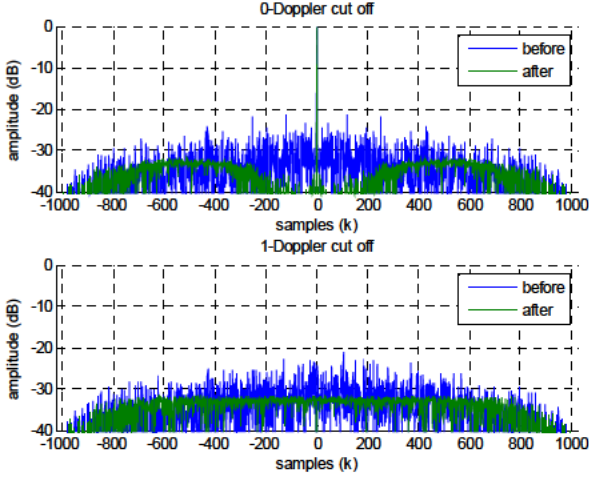 0-Doppler cut off
0
-10
-20
-30
-40
amplitude (dB)
before
after
-1000 -800 -600 -400 -200 0 200 400 600 800 1000
samples (k)
1-Doppler cut off
0
-10
-20
-30
-40
amplitude (dB)
before
after
-1000 -800 -600 -400 -200 0 200 400 600 800 1000
samples (k)